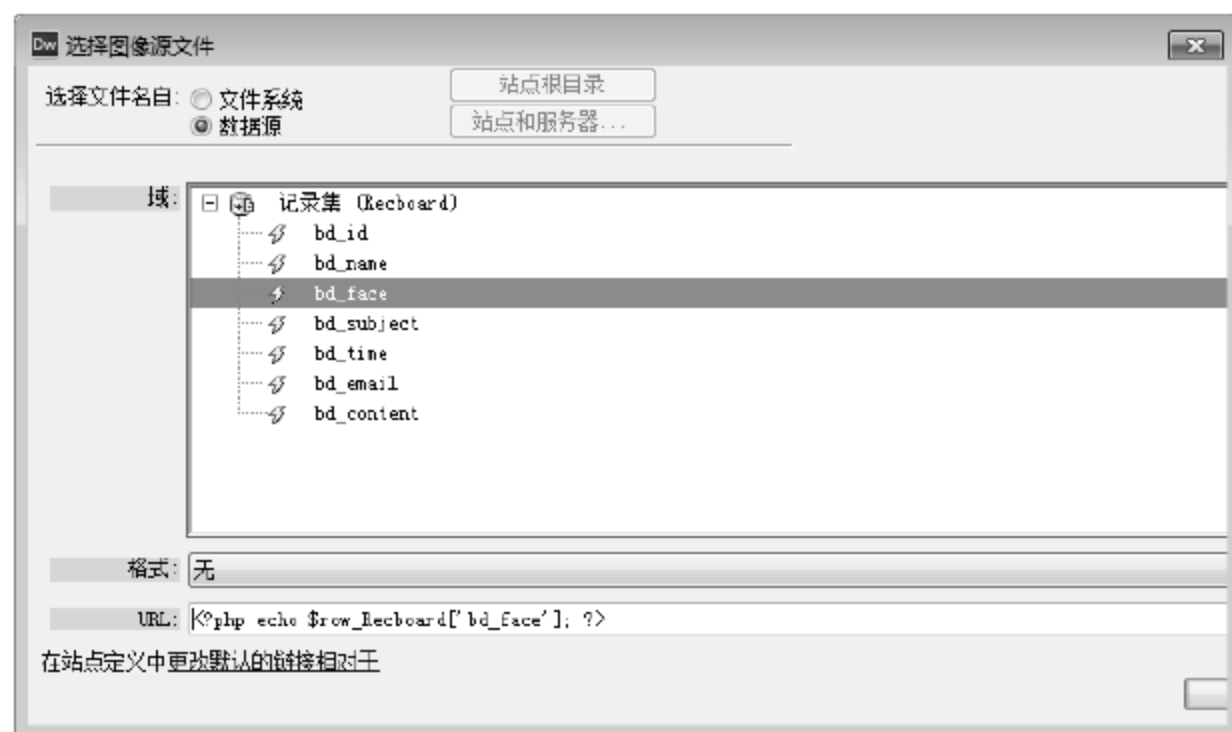 Dw 选择图像源文件
选择文件名自: 文件系统
数据源
站点根目录
站点和服务器...
域:
记录集 (Recboard)
bd_id
bd_name
bd_face
bd_subject
bd_time
bd_email
bd_content
格式: 无
URL: <?php echo $row_Recboard['bd_face']; ?>
在站点定义中更改默认的链接相对于